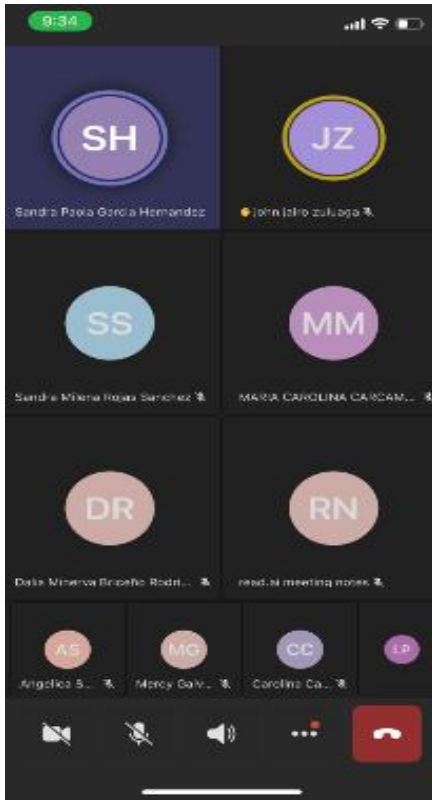 9:34
SH
JZ
Sandra Paola Garcia Hernandez
john jairo zuluaga
SS
MM
Sandra Milena Rojas Sanchez
MARIA CAROLINA CARCAM...
DR
RN
Dalia Minerva Briceño Rodri...
read.ai meeting notes
AS
MG
CC
LP
Angelica S...
Mercy Galv...
Carolina Ca...